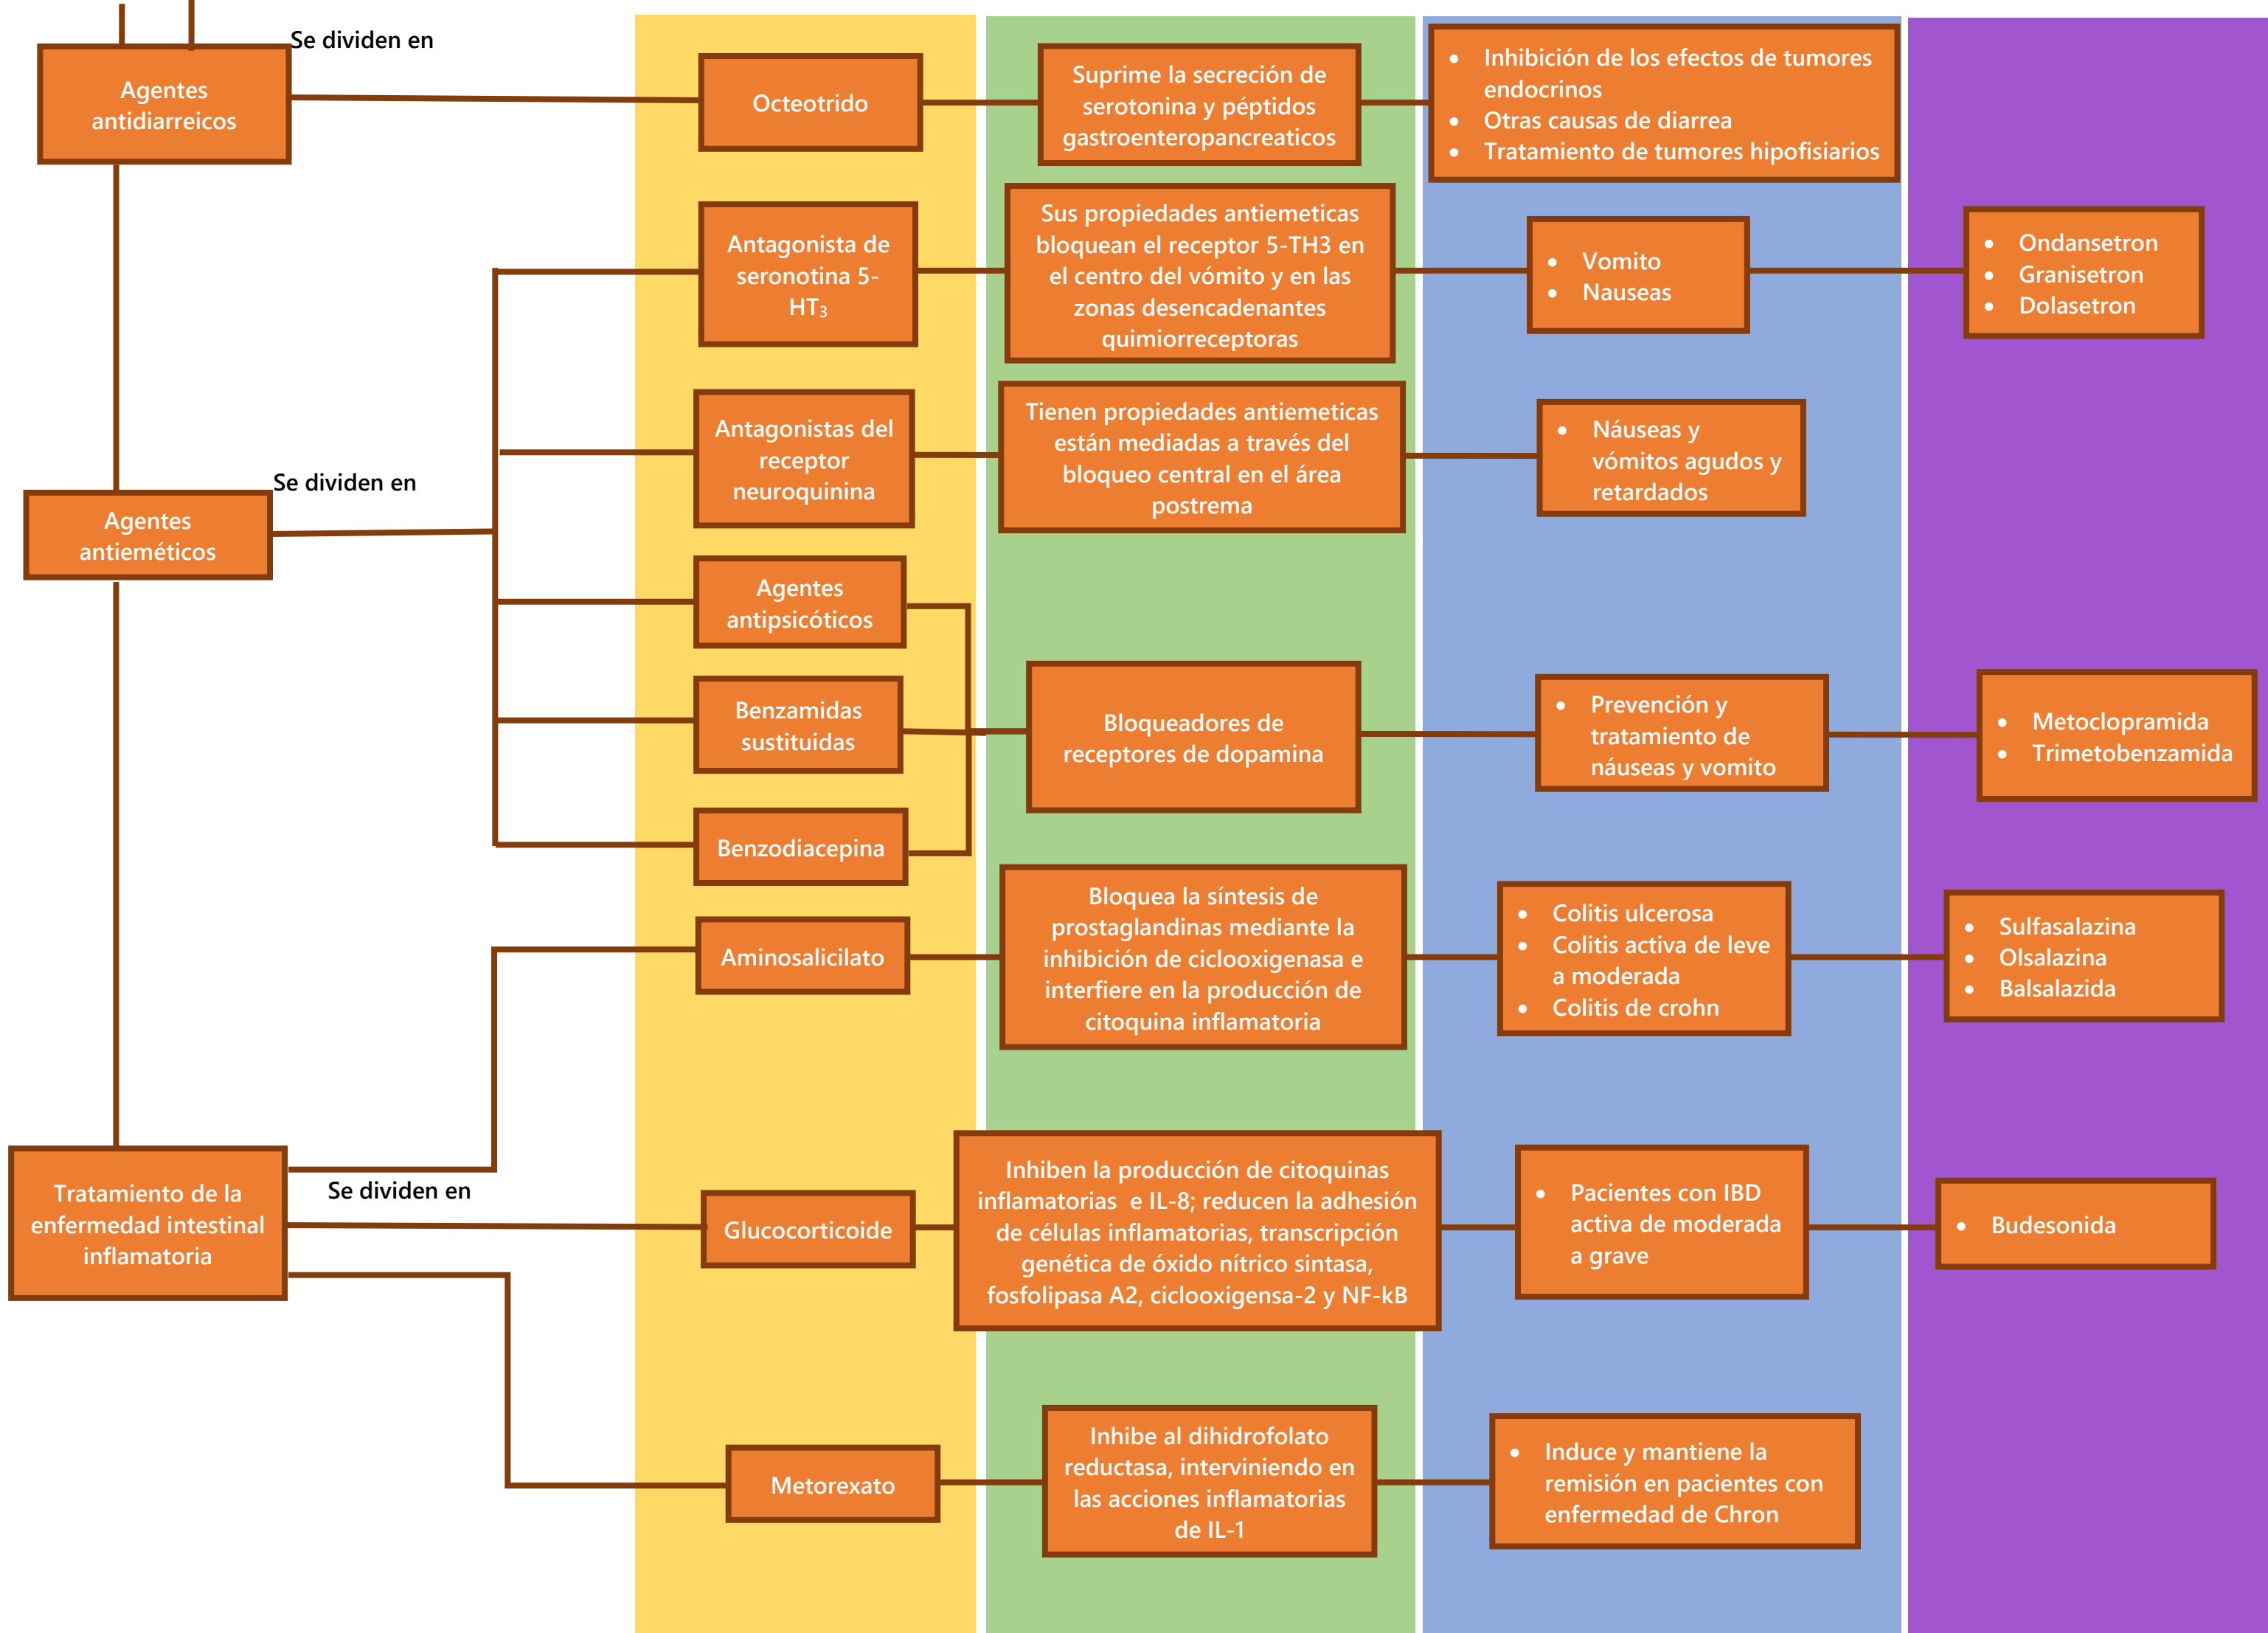 Se dividen en
Agentes
antidiarreicos
Octeotrido
Suprime la secreción de
serotonina y péptidos
gastroenteropancreaticos
• Inhibición de los efectos de tumores
endocrinos
• Otras causas de diarrea
• Tratamiento de tumores hipofisiarios
Antagonista de
seronotina 5-
HT₃
Sus propiedades antiemeticas
bloquean el receptor 5-TH3 en
el centro del vómito y en las
zonas desencadenantes
quimiorreceptoras
• Vomito
• Nauseas
• Ondansetron
• Granisetron
• Dolasetron
Antagonistas del
receptor
neuroquinina
Tienen propiedades antiemeticas
están mediadas a través del
bloqueo central en el área
postrema
• Náuseas y
vómitos agudos y
retardados
Se dividen en
Agentes
antieméticos
Agentes
antipsicóticos
Benzamidas
sustituidas
Bloqueadores de
receptores de dopamina
• Prevención y
tratamiento de
náuseas y vomito
• Metoclopramida
• Trimetobenzamida
Benzodiacepina
Aminosalicilato
Bloquea la síntesis de
prostaglandinas mediante la
inhibición de ciclooxigenasa e
interfiere en la producción de
citoquina inflamatoria
• Colitis ulcerosa
• Colitis activa de leve
a moderada
• Colitis de crohn
• Sulfasalazina
• Olsalazina
• Balsalazida
Tratamiento de la
enfermedad intestinal
inflamatoria
Se dividen en
Glucocorticoide
Inhiben la producción de citoquinas
inflamatorias e IL-8; reducen la adhesión
de células inflamatorias, transcripción
genética de óxido nítrico sintasa,
fosfolipasa A2, ciclooxigensa-2 y NF-kB
• Pacientes con IBD
activa de moderada
a grave
• Budesonida
Metorexato
Inhibe al dihidrofolato
reductasa, interviniendo en
las acciones inflamatorias
de IL-1
• Induce y mantiene la
remisión en pacientes con
enfermedad de Chron